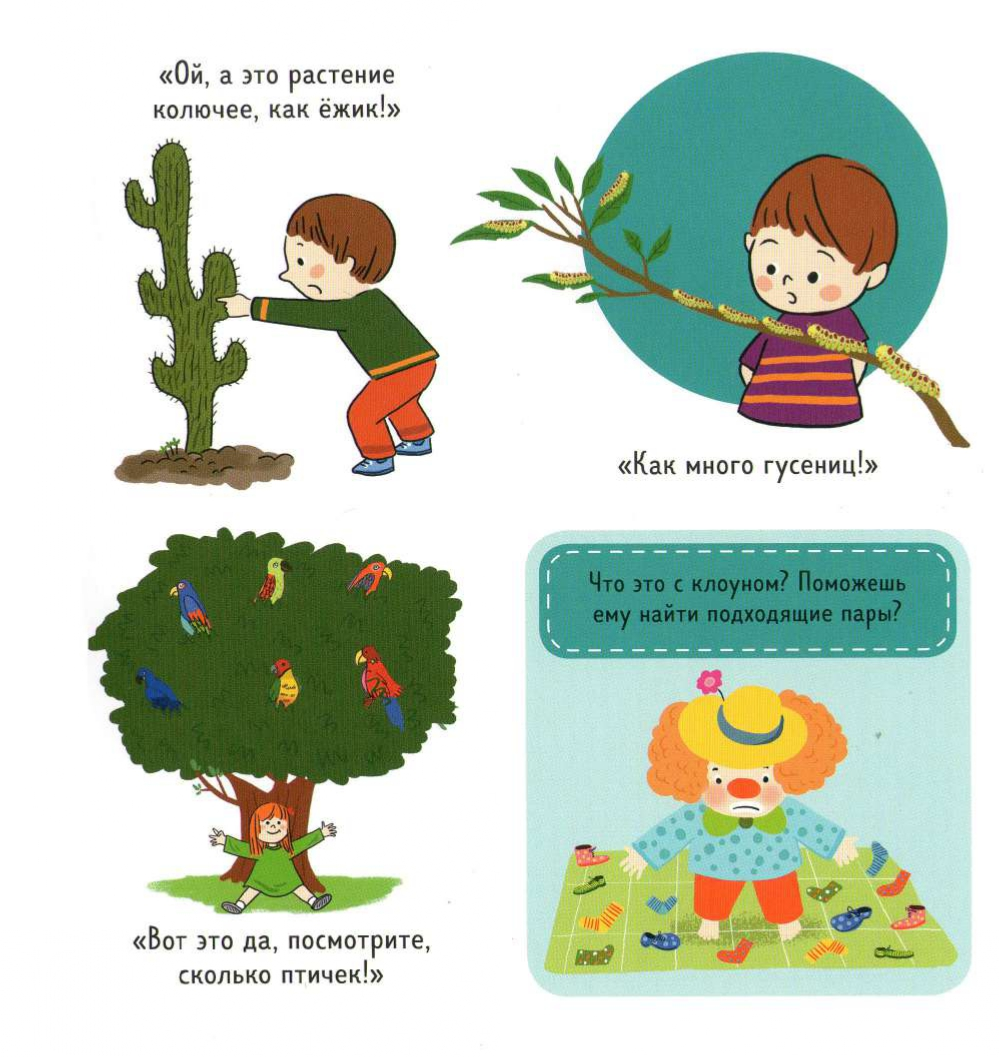 «Ой, а это растение
колючее, как ёжик!»
«Как много гусениц!»
«Вот это да, посмотрите,
сколько птичек!»
Что это с клоуном? Поможешь
ему найти подходящие пары?